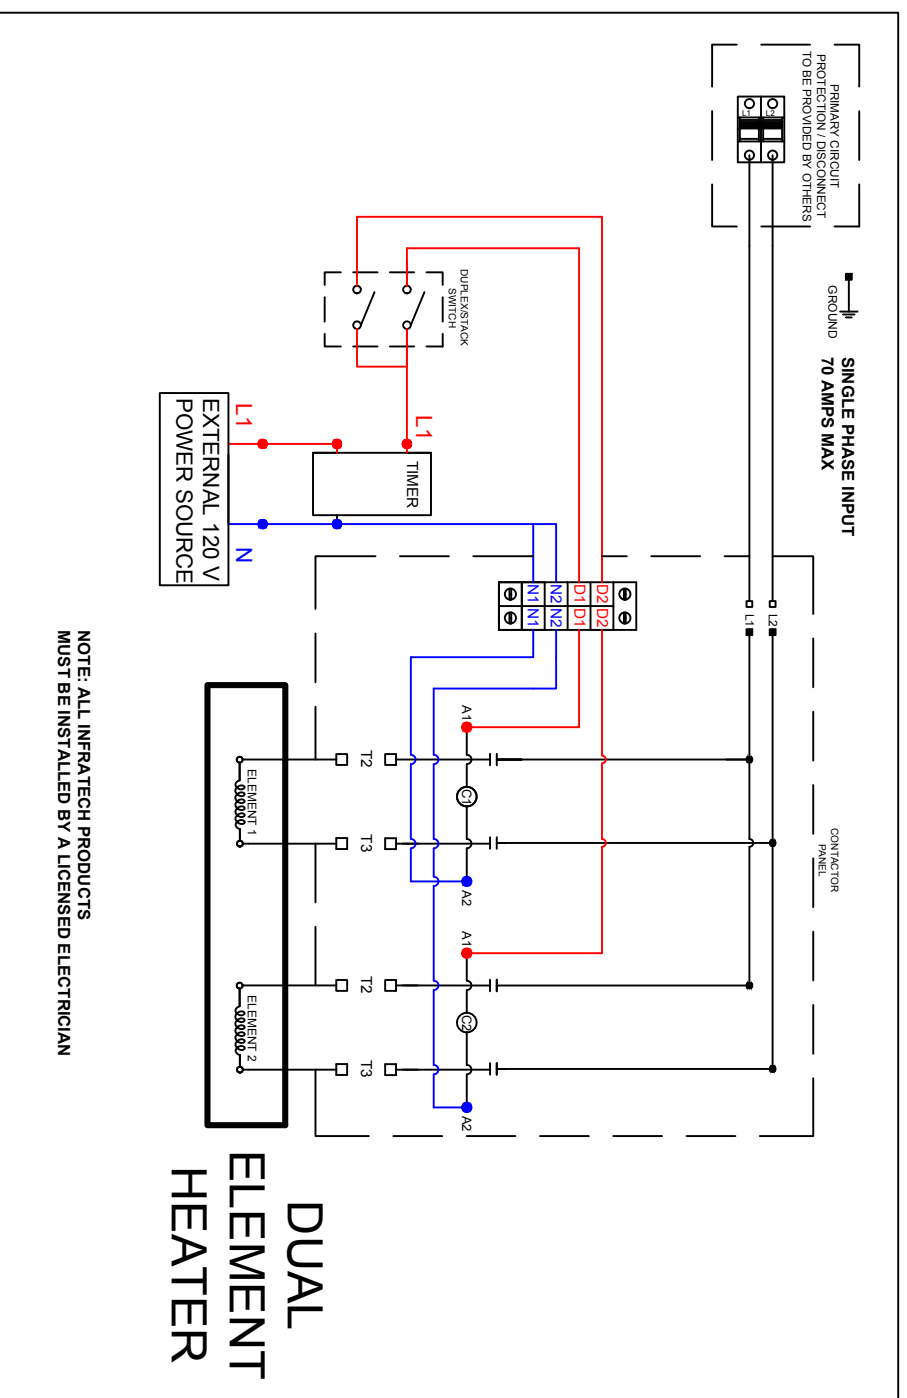 PRIMARY CIRCUIT
PROTECTION / DISCONNECT
TO BE PROVIDED BY OTHERS
L2
L1
GROUND
SINGLE PHASE INPUT
70 AMPS MAX
L2
L1
CONTACTOR
PANEL
DUPLEX/STACK
SWITCH
L1
TIMER
L1
N
EXTERNAL 120 V
POWER SOURCE
D2 D2
D1 D1
N2 N2
N1 N1
A1
C1
A2
A1
C2
A2
T2
T3
T2
T3
ELEMENT 1
ELEMENT 2
DUAL
ELEMENT
HEATER
NOTE: ALL INFRATECH PRODUCTS
MUST BE INSTALLED BY A LICENSED ELECTRICIAN